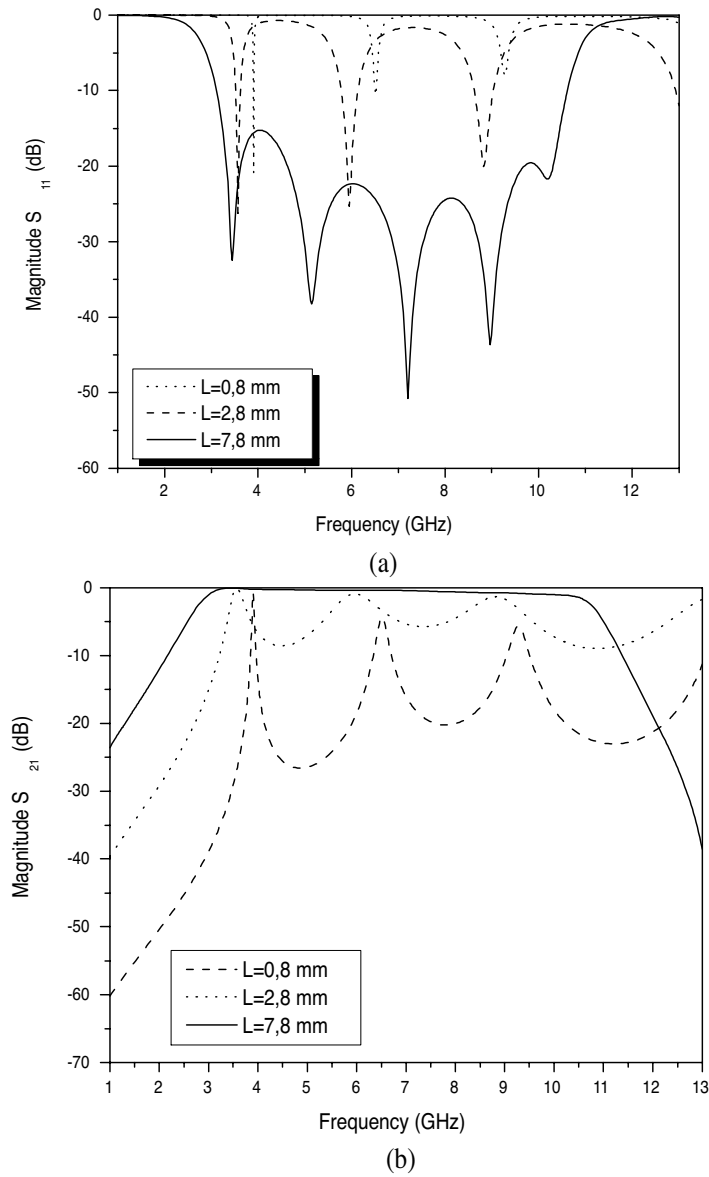 0
-10
-20
-30
-40
-50
-60
Magnitude S 11 (dB)
L=0,8 mm
L=2,8 mm
L=7,8 mm
2 4 6 8 10 12
Frequency (GHz)
(a)
0
-10
-20
-30
-40
-50
-60
-70
Magnitude S 21 (dB)
L=0,8 mm
L=2,8 mm
L=7,8 mm
1 2 3 4 5 6 7 8 9 10 11 12 13
Frequency (GHz)
(b)